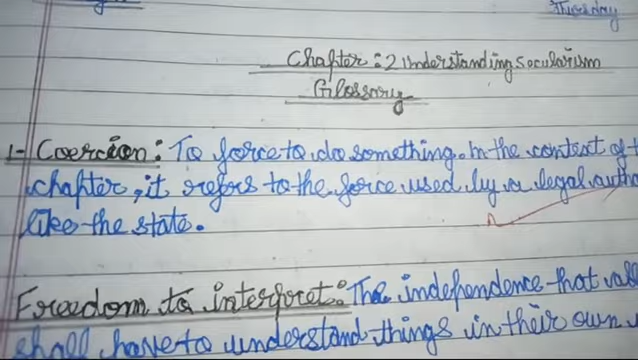 Thursday
Chapter:2 Understanding Secularism
Glossary
1- Coercion: To force to do something. In the context of
chapter, it refers to the force used by a legal
like the state.
Freedom to interpret: The independence that
shall have to understand things in their own